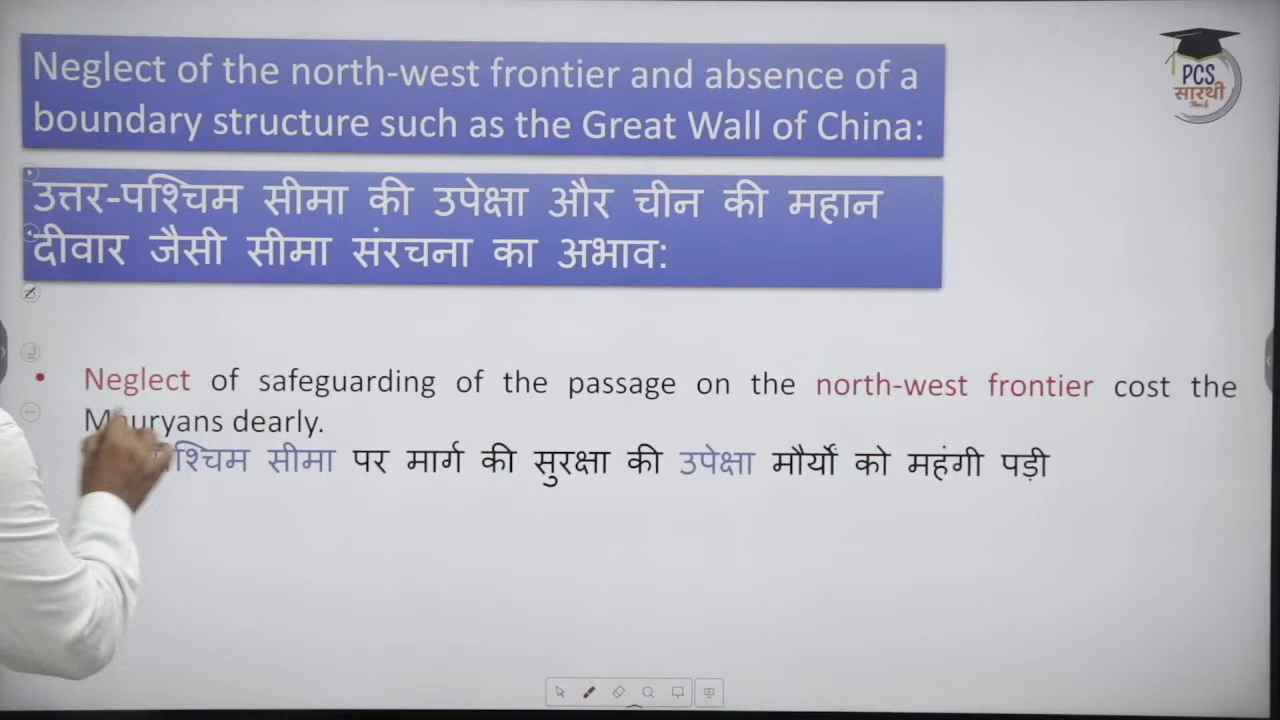 Neglect of the north-west frontier and absence of a
boundary structure such as the Great Wall of China:
उत्तर-पश्चिम सीमा की उपेक्षा और चीन की महान
दीवार जैसी सीमा संरचना का अभाव:
PCS
सारथी
• Neglect of safeguarding of the passage on the north-west frontier cost the
Mauryans dearly.
सीमा पर मार्ग की सुरक्षा की उपेक्षा मौर्यों को महंगी पड़ी